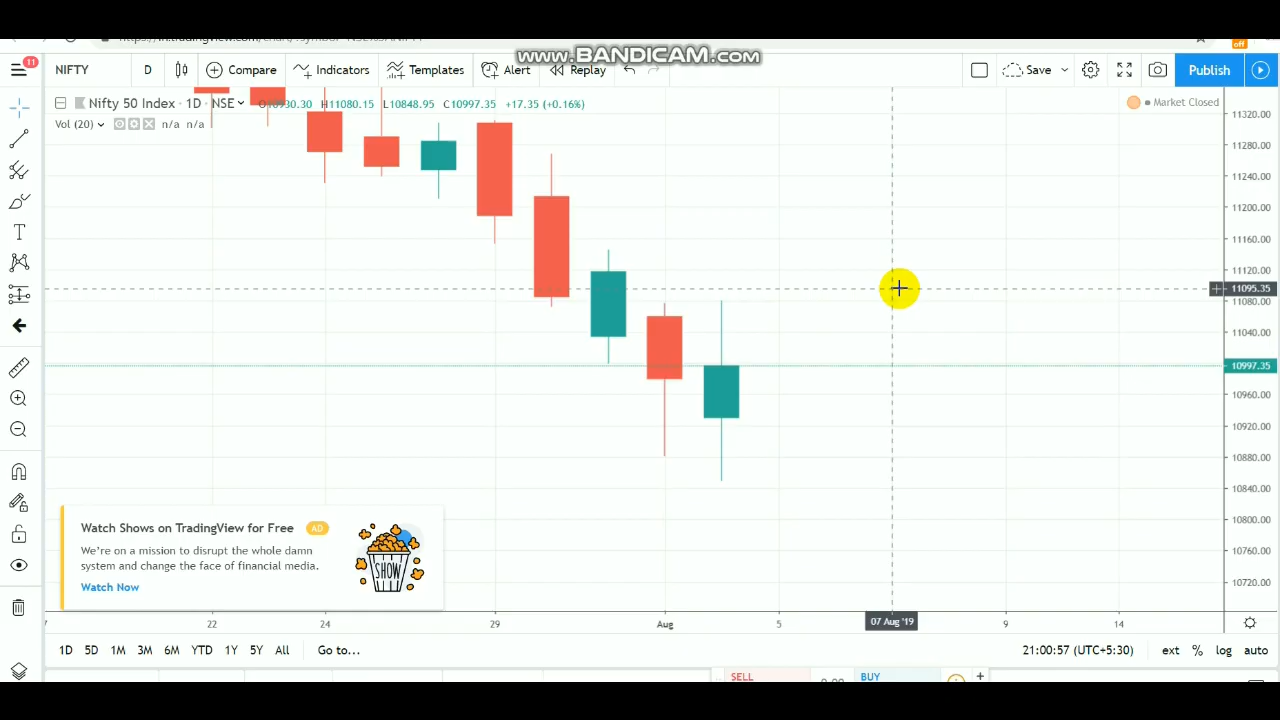 www.BANDICAM.com
off
11
NIFTY D Compare Indicators Templates Alert Replay Save Publish
Nifty 50 Index · 1D · NSE O10930.30 H11080.15 L10848.95 C10997.35 +17.35 (+0.16%)
Market Closed
Vol (20) n/a n/a
11320.00
11280.00
11240.00
11200.00
11160.00
11120.00
11095.35
11080.00
11040.00
10997.35
10960.00
10920.00
10880.00
10840.00
10800.00
10760.00
10720.00
Watch Shows on TradingView for Free AD
We're on a mission to disrupt the whole damn
system and change the face of financial media.
Watch Now
SHOW
22 24 29 Aug 5 07 Aug '19 9 14
1D 5D 1M 3M 6M YTD 1Y 5Y All Go to... 21:00:57 (UTC+5:30) ext % log auto
SELL 0.00 BUY